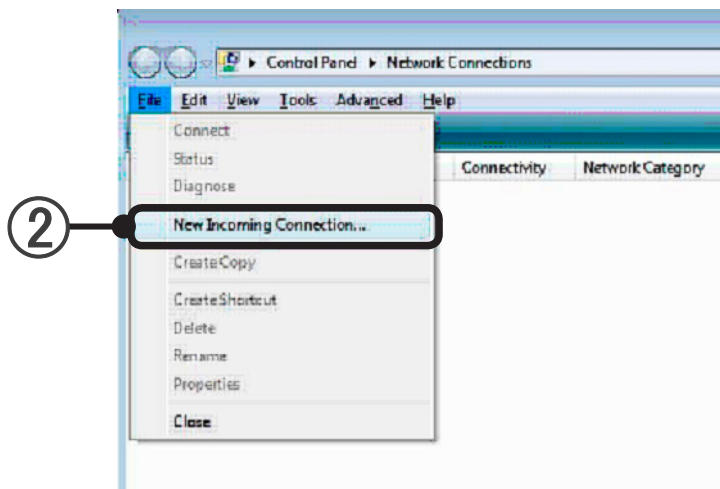 Control Panel Network Connections
File Edit View Tools Advanced Help
Connect
Status
Diagnose
Connectivity Network Category
② New Incoming Connection...
Create Copy
Create Shortcut
Delete
Rename
Properties
Close